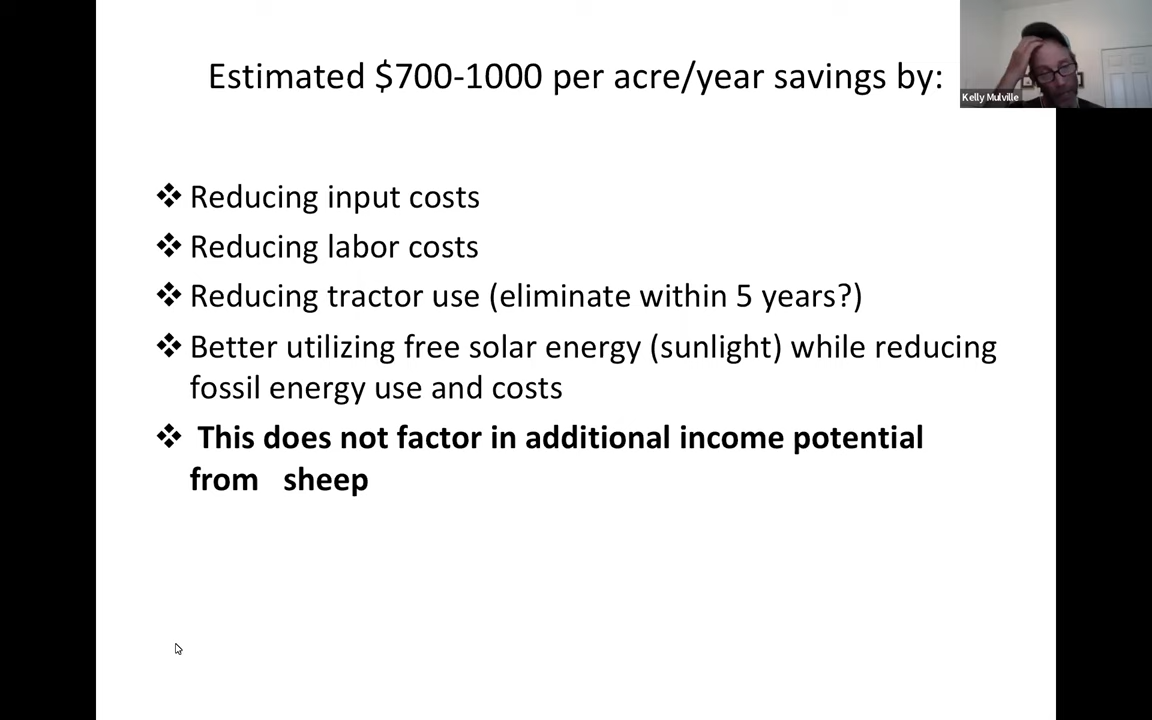 Estimated $700-1000 per acre/year savings by:
Kelly Mulville
❖ Reducing input costs
❖ Reducing labor costs
❖ Reducing tractor use (eliminate within 5 years?)
❖ Better utilizing free solar energy (sunlight) while reducing
fossil energy use and costs
❖ This does not factor in additional income potential
from sheep